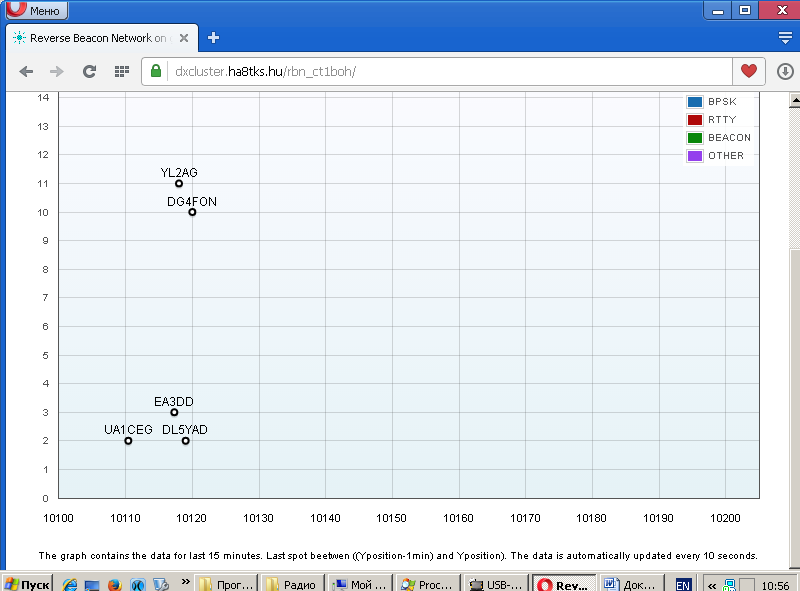 Меню
Reverse Beacon Network on
dxcluster.ha8tks.hu/rbn_ct1boh/
14
13
12
11
10
9
8
7
6
5
4
3
2
1
0
BPSK
RTTY
BEACON
OTHER
YL2AG
DG4FON
EA3DD
UA1CEG DL5YAD
10100 10110 10120 10130 10140 10150 10160 10170 10180 10190 10200
The graph contains the data for last 15 minutes. Last spot beetwen ((Yposition-1min) and Yposition). The data is automatically updated every 10 seconds.
Пуск » Прог... Радио Мой ... Proc... USB-... Rev... Док... EN « 10:56